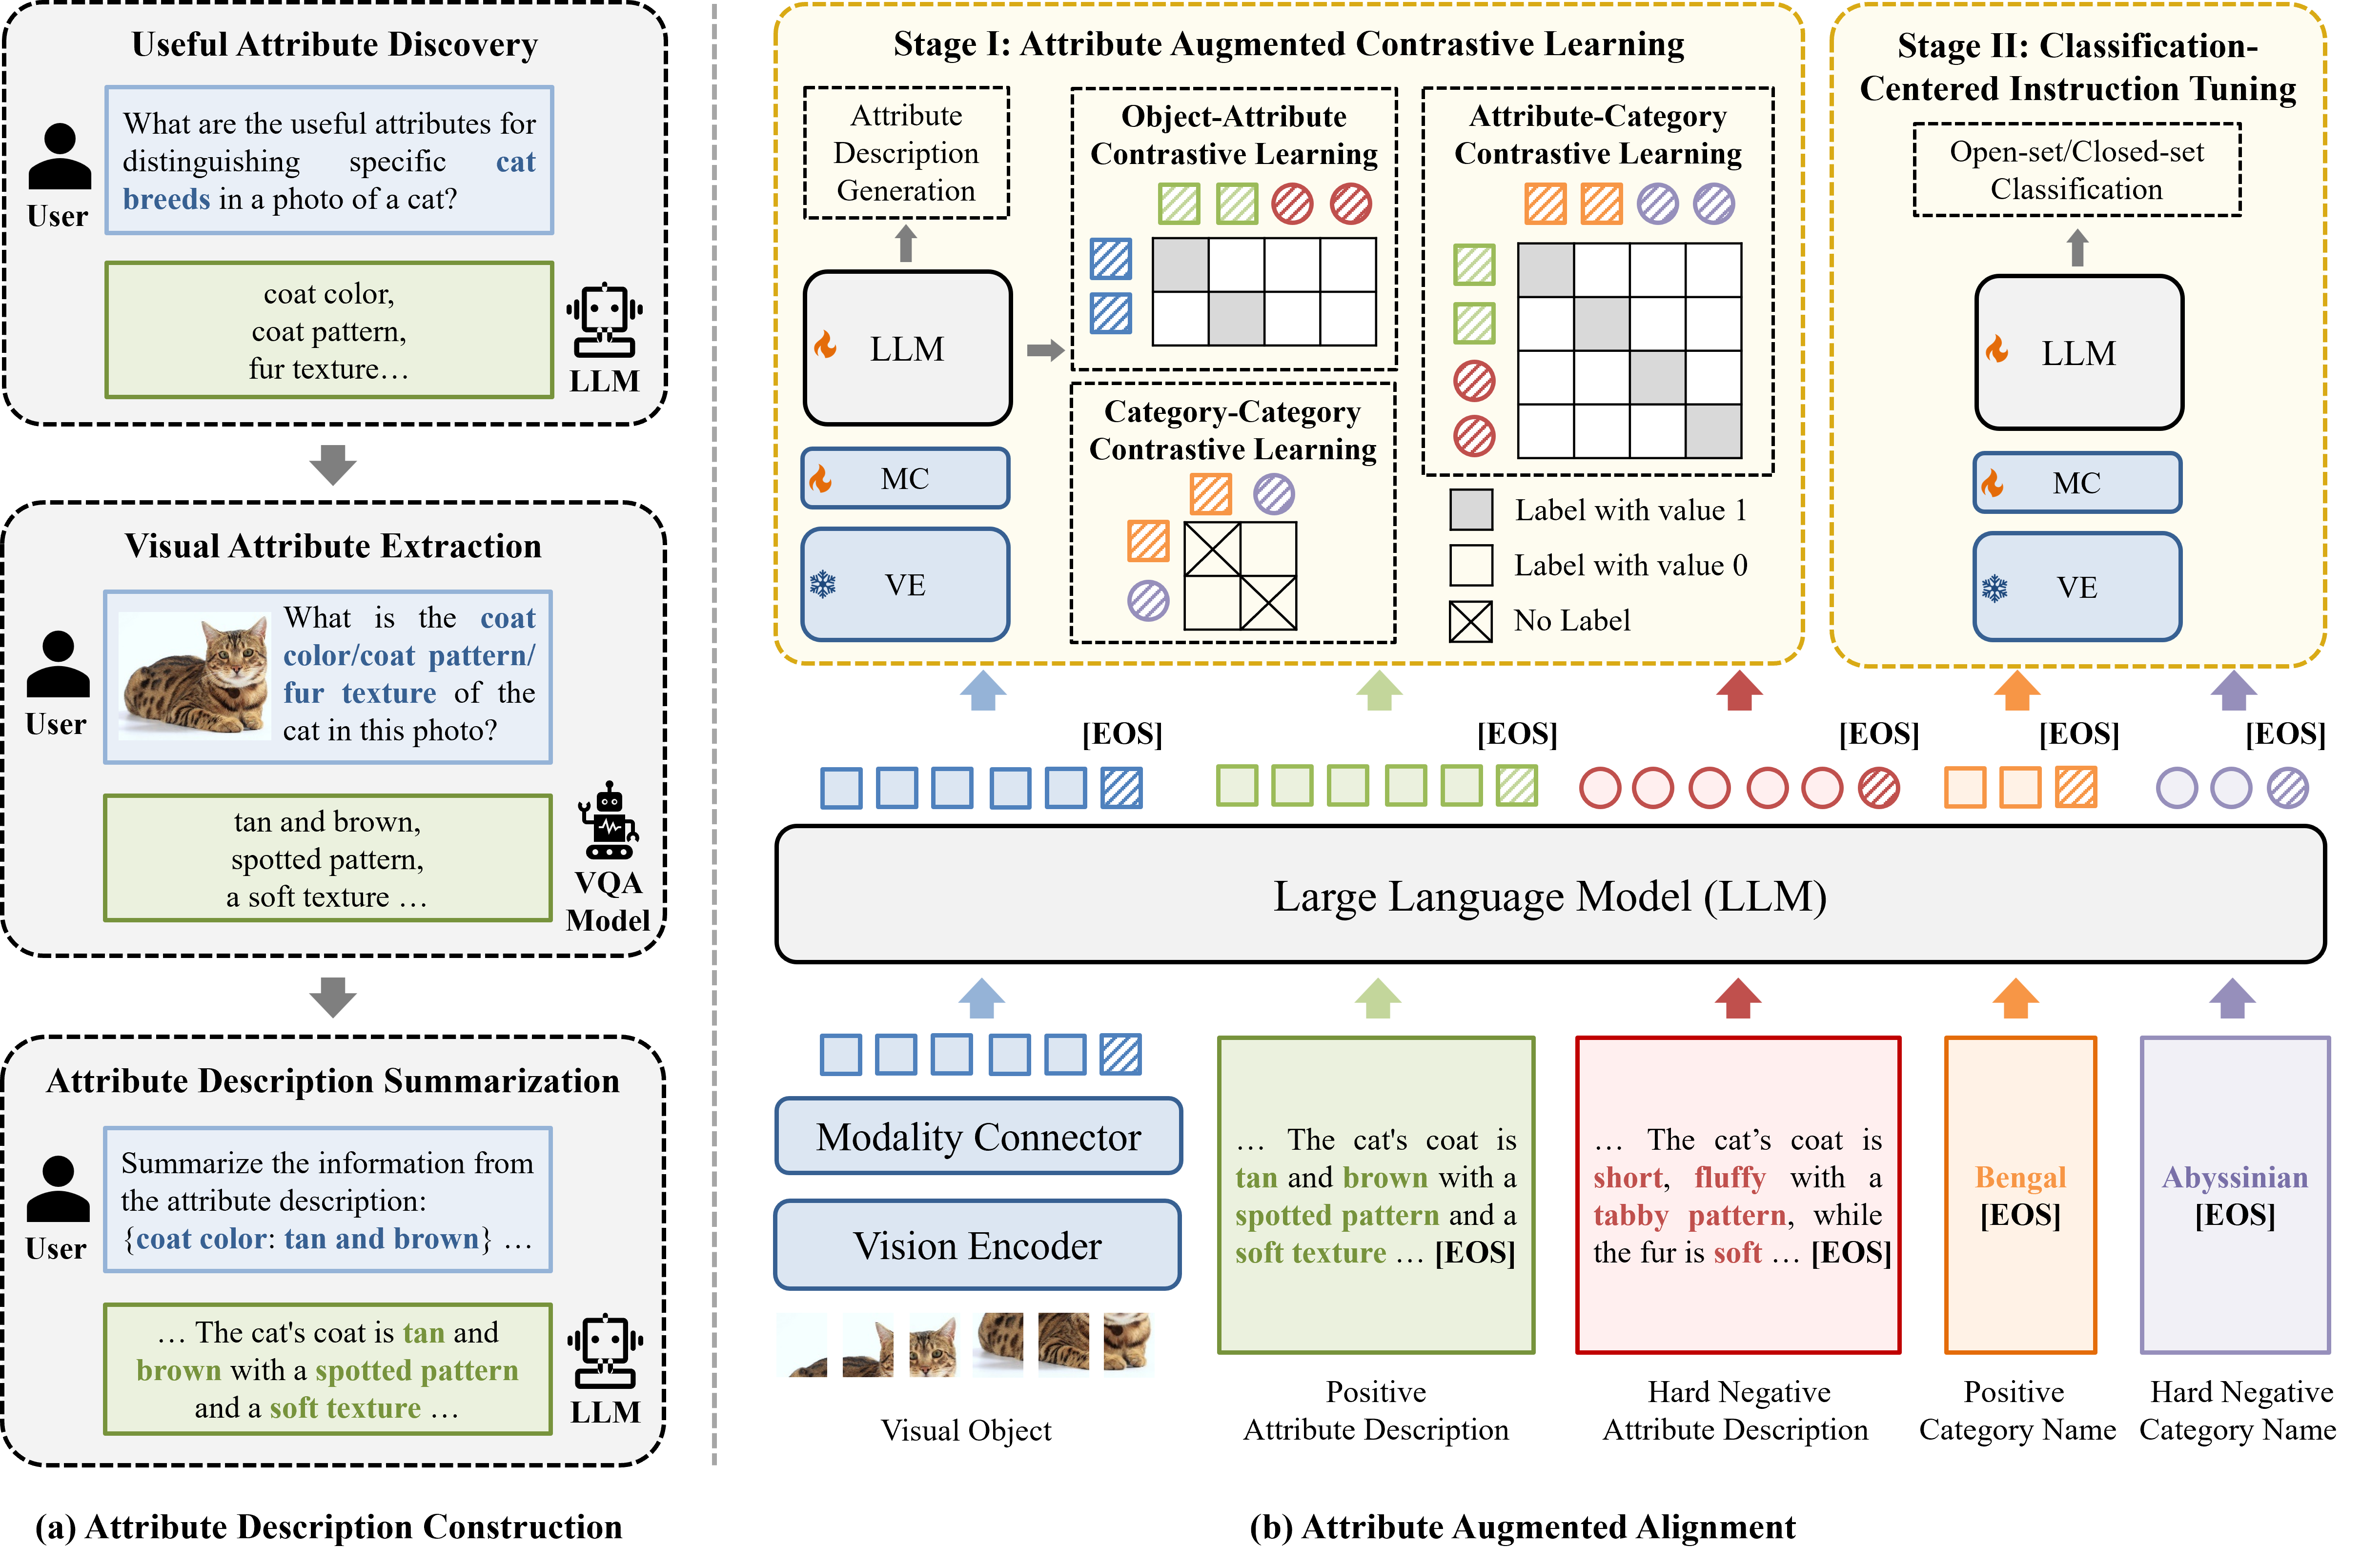 Useful Attribute Discovery
What are the useful attributes for
distinguishing specific cat
breeds in a photo of a cat?
User
coat color,
coat pattern,
fur texture…
LLM
Visual Attribute Extraction
What is the coat
color/coat pattern/
fur texture of the
cat in this photo?
User
tan and brown,
spotted pattern,
a soft texture …
VQA
Model
Attribute Description Summarization
Summarize the information from
the attribute description:
{coat color: tan and brown} …
User
… The cat's coat is tan and
brown with a spotted pattern
and a soft texture …
LLM
(a) Attribute Description Construction
Stage I: Attribute Augmented Contrastive Learning
Attribute
Description
Generation
LLM
MC
VE
Object-Attribute
Contrastive Learning
Category-Category
Contrastive Learning
Attribute-Category
Contrastive Learning
Label with value 1
Label with value 0
No Label
Stage II: Classification-
Centered Instruction Tuning
Open-set/Closed-set
Classification
LLM
MC
VE
[EOS]
[EOS]
[EOS]
[EOS]
[EOS]
Large Language Model (LLM)
Modality Connector
Vision Encoder
Visual Object
… The cat's coat is
tan and brown with a
spotted pattern and a
soft texture … [EOS]
Positive
Attribute Description
… The cat’s coat is
short, fluffy with a
tabby pattern, while
the fur is soft … [EOS]
Hard Negative
Attribute Description
Bengal
[EOS]
Positive
Category Name
Abyssinian
[EOS]
Hard Negative
Category Name
(b) Attribute Augmented Alignment